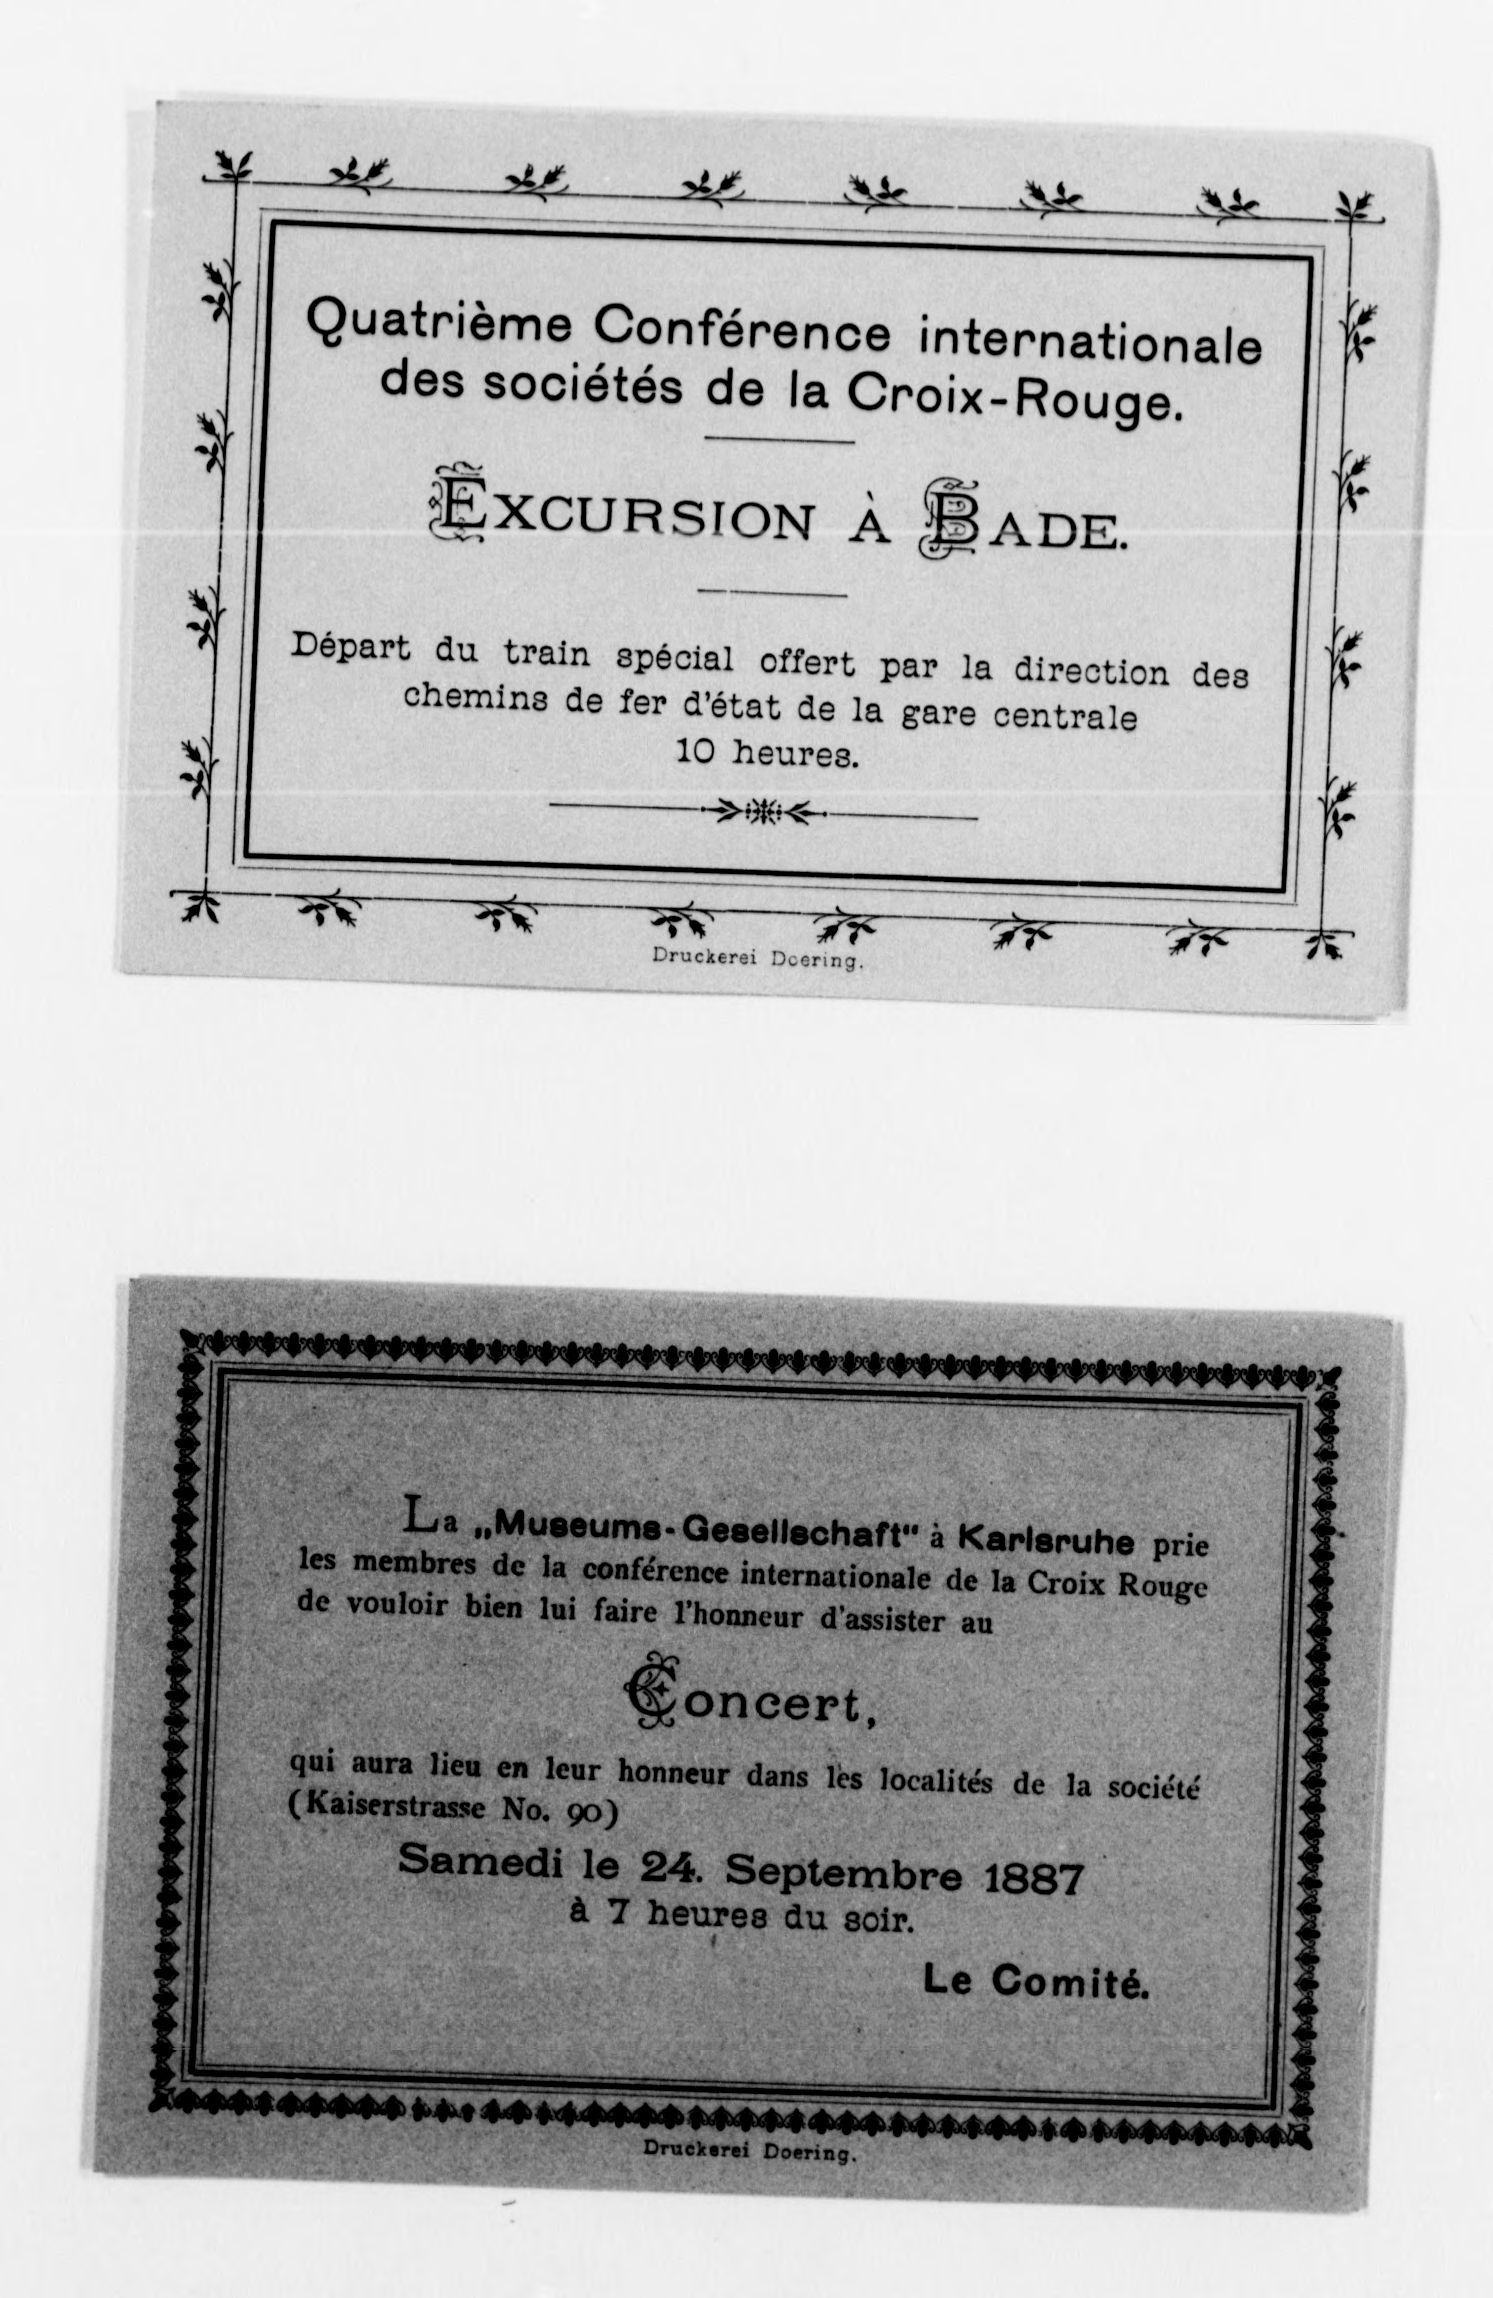 Quatrième Conférence internationale
des sociétés de la Croix-Rouge.
EXCURSION À BADE.
Départ du train spécial offert par la direction des
chemins de fer d'état de la gare centrale
10 heures.
Druckerei Doering.
La „Museums-Gesellschaft“ à Karlsruhe prie
les membres de la conférence internationale de la Croix Rouge
de vouloir bien lui faire l'honneur d'assister au
Concert,
qui aura lieu en leur honneur dans les localités de la société
(Kaiserstrasse No. 90)
Samedi le 24. Septembre 1887
à 7 heures du soir.
Le Comité.
Druckerei Doering.